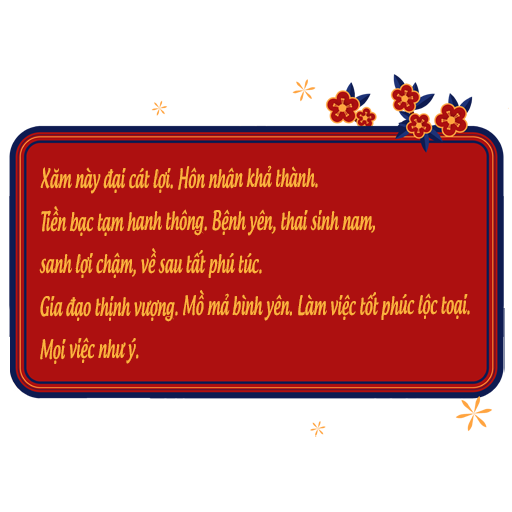 Xăm này đại cát lợi. Hôn nhân khả thành.
Tiền bạc tạm hanh thông. Bệnh yên, thai sinh nam,
sanh lợi chậm, về sau tất phú túc.
Gia đạo thịnh vượng. Mồ mả bình yên. Làm việc tốt phúc lộc toại.
Mọi việc như ý.